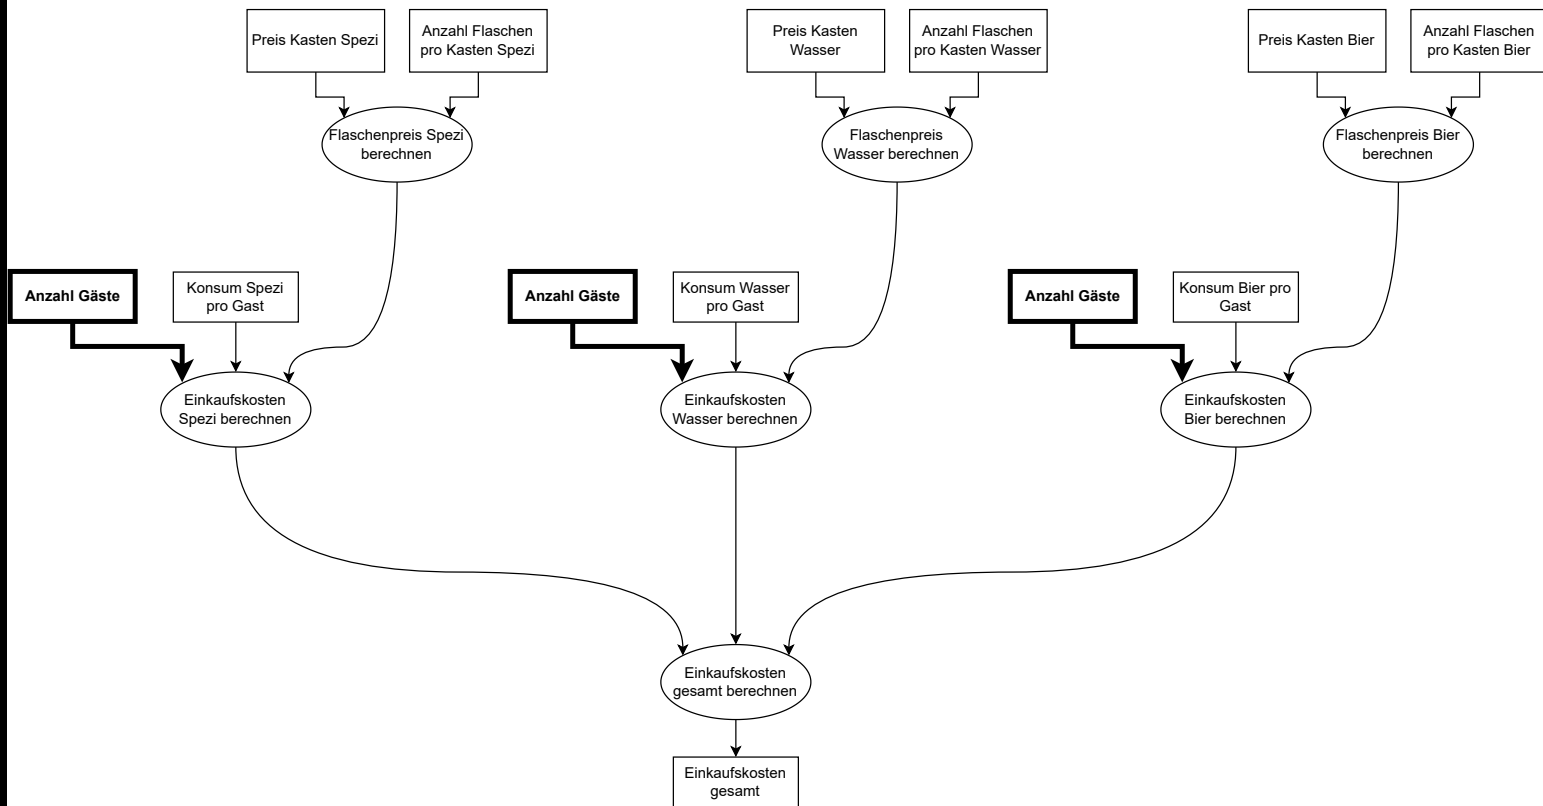 Preis Kasten Spezi
Anzahl Flaschen
pro Kasten Spezi
Preis Kasten
Wasser
Anzahl Flaschen
pro Kasten Wasser
Preis Kasten Bier
Anzahl Flaschen
pro Kasten Bier
Flaschenpreis Spezi
berechnen
Flaschenpreis
Wasser berechnen
Flaschenpreis Bier
berechnen
Anzahl Gäste
Konsum Spezi
pro Gast
Anzahl Gäste
Konsum Wasser
pro Gast
Anzahl Gäste
Konsum Bier pro
Gast
Einkaufskosten
Spezi berechnen
Einkaufskosten
Wasser berechnen
Einkaufskosten
Bier berechnen
Einkaufskosten
gesamt berechnen
Einkaufskosten
gesamt